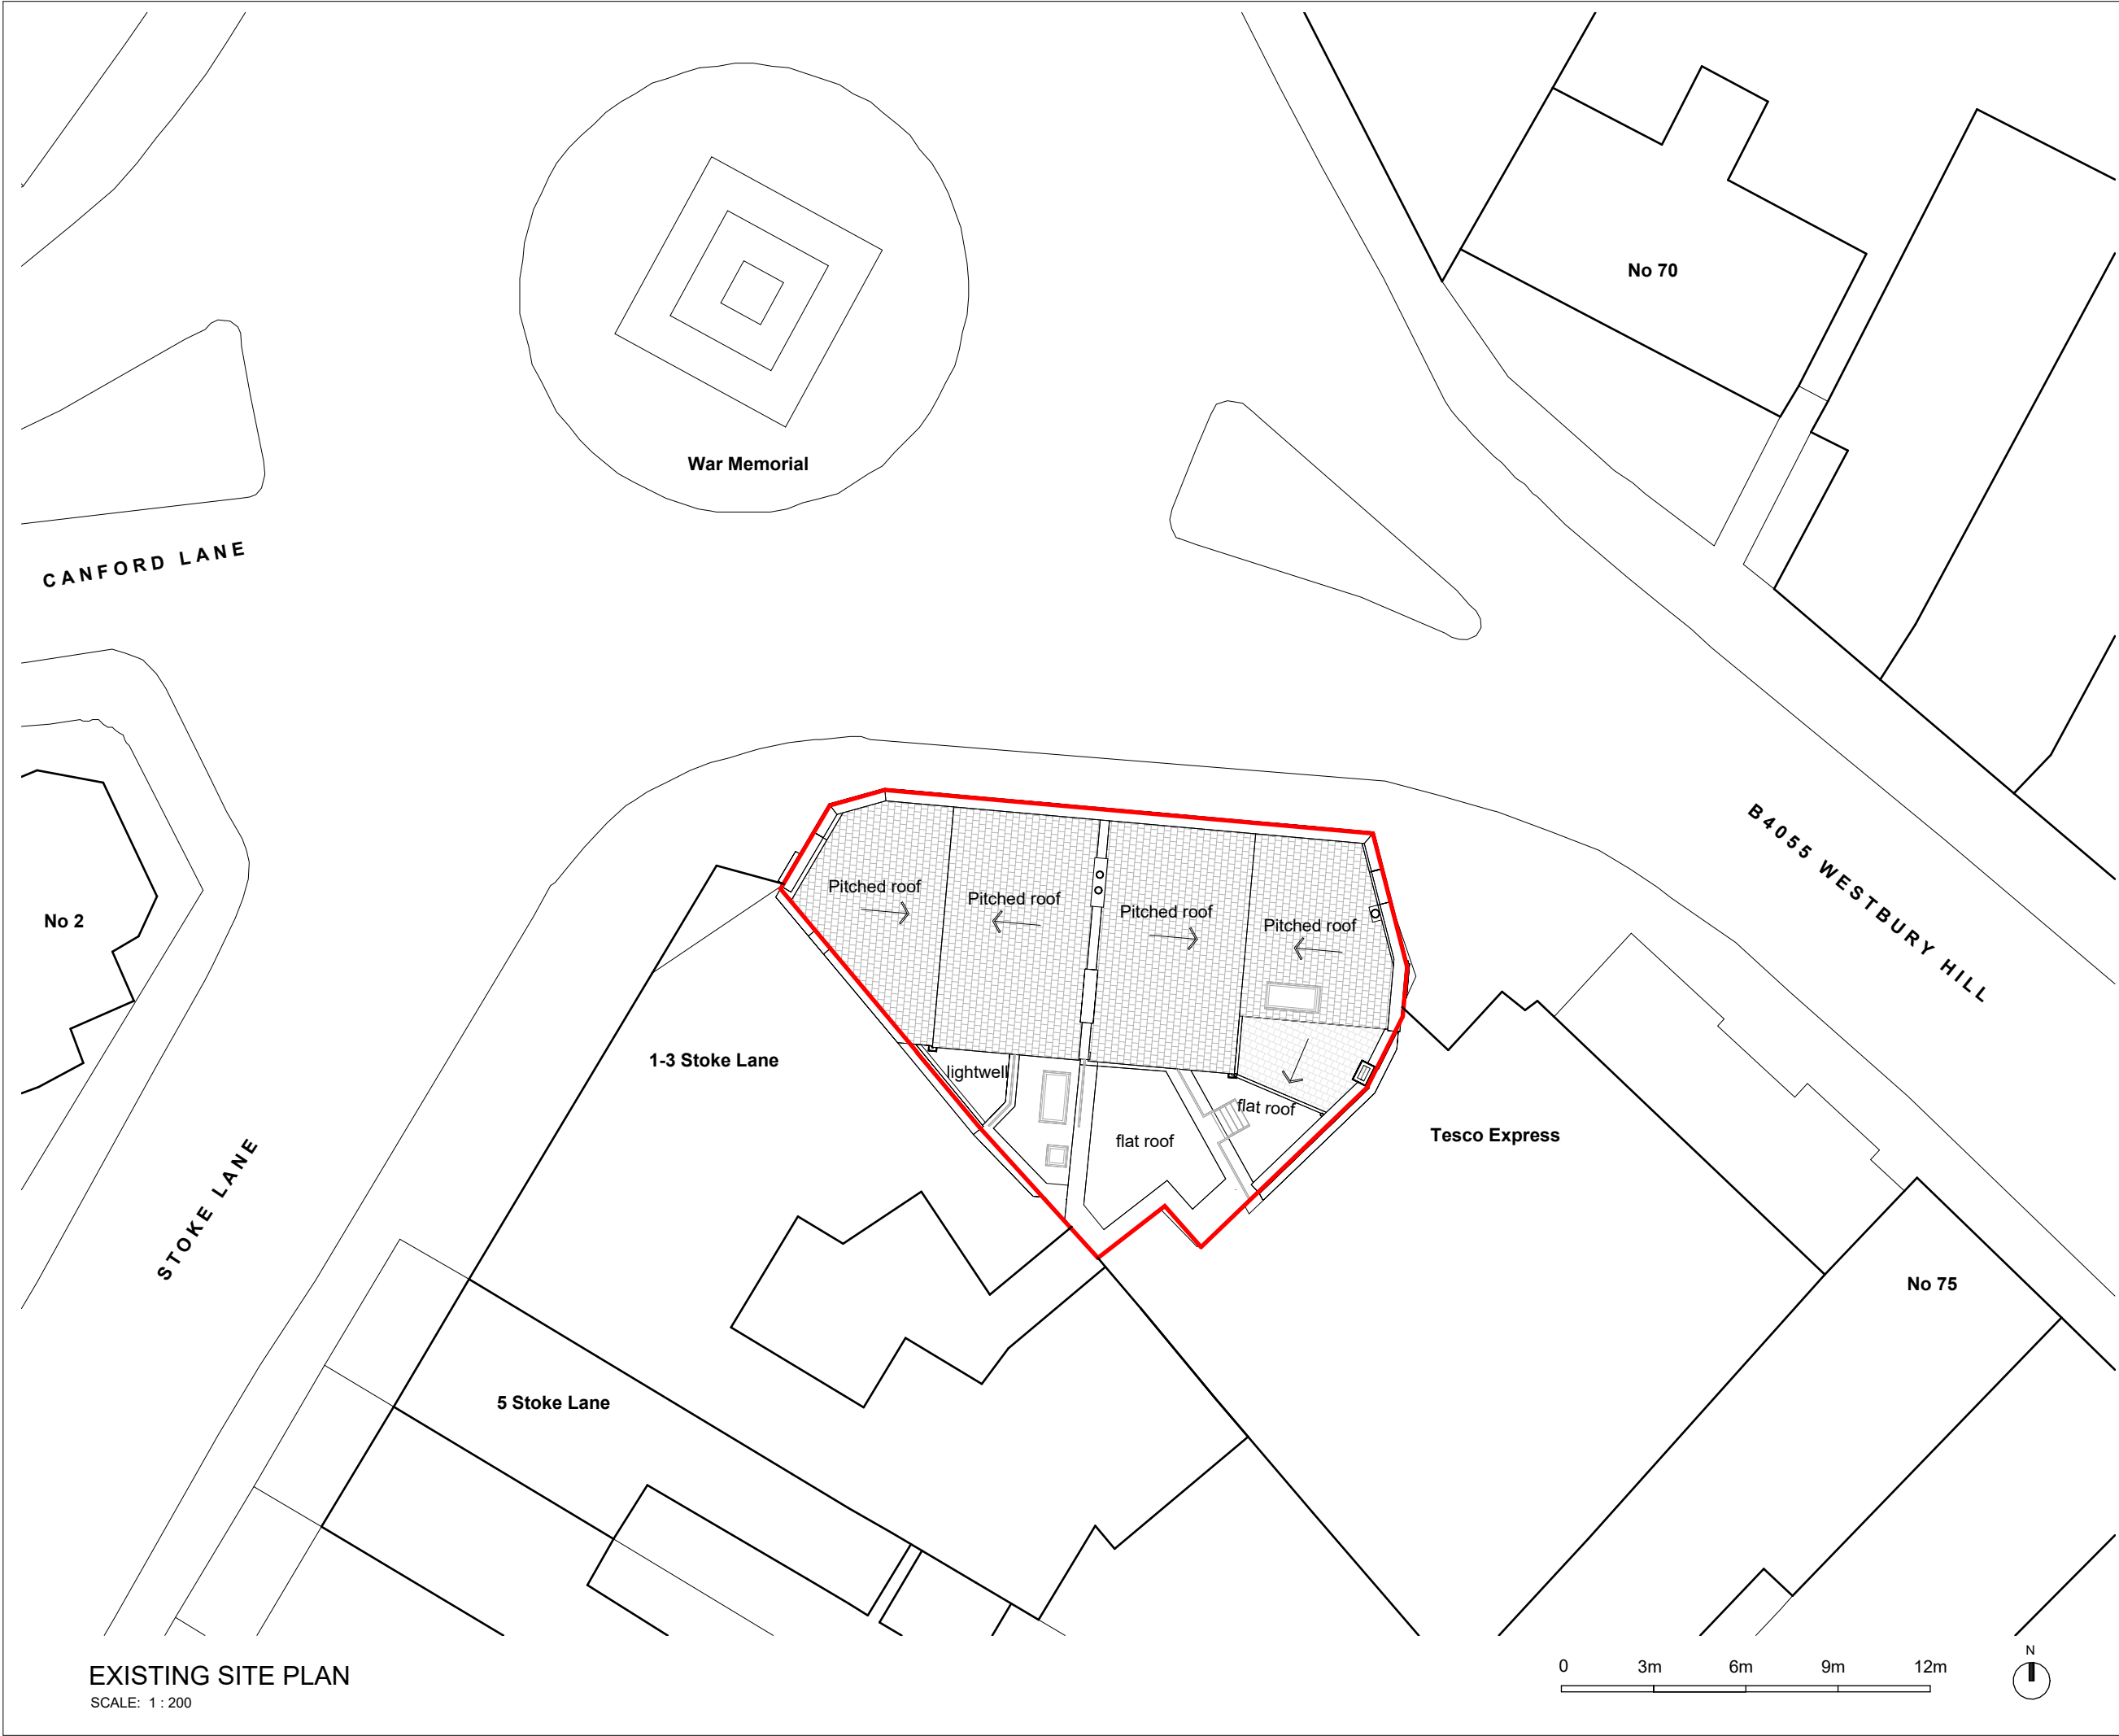 No 70
War Memorial
CANFORD LANE
B4055 WESTBURY HILL
Pitched roof
Pitched roof
Pitched roof
Pitched roof
No 2
1-3 Stoke Lane
lightwell
flat roof
flat roof
Tesco Express
STOKE LANE
No 75
5 Stoke Lane
EXISTING SITE PLAN
SCALE: 1 : 200
0 3m 6m 9m 12m
N